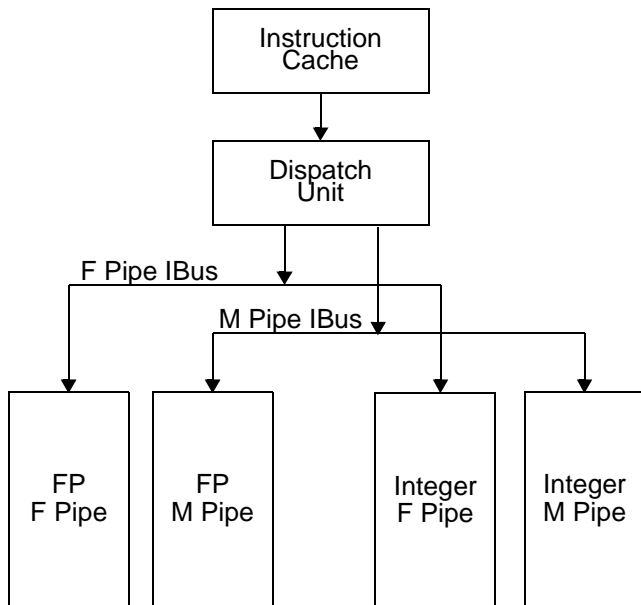 Instruction
Cache
Dispatch
Unit
F Pipe IBus
M Pipe IBus
FP
F Pipe
FP
M Pipe
Integer
F Pipe
Integer
M Pipe